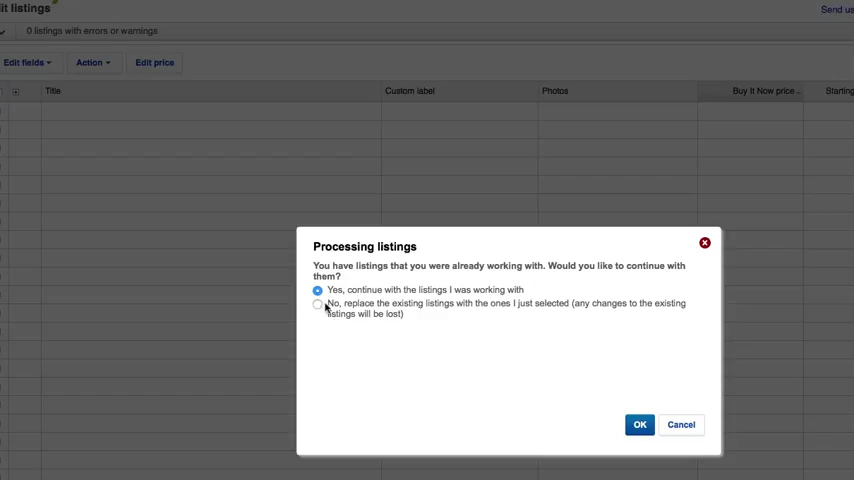 it listings
Send us
0 listings with errors or warnings
Edit fields
Action
Edit price
Title
Custom label
Photos
Buy It Now price
Starting
Processing listings
You have listings that you were already working with. Would you like to continue with
them?
Yes, continue with the listings I was working with
No, replace the existing listings with the ones I just selected (any changes to the existing
listings will be lost)
OK
Cancel